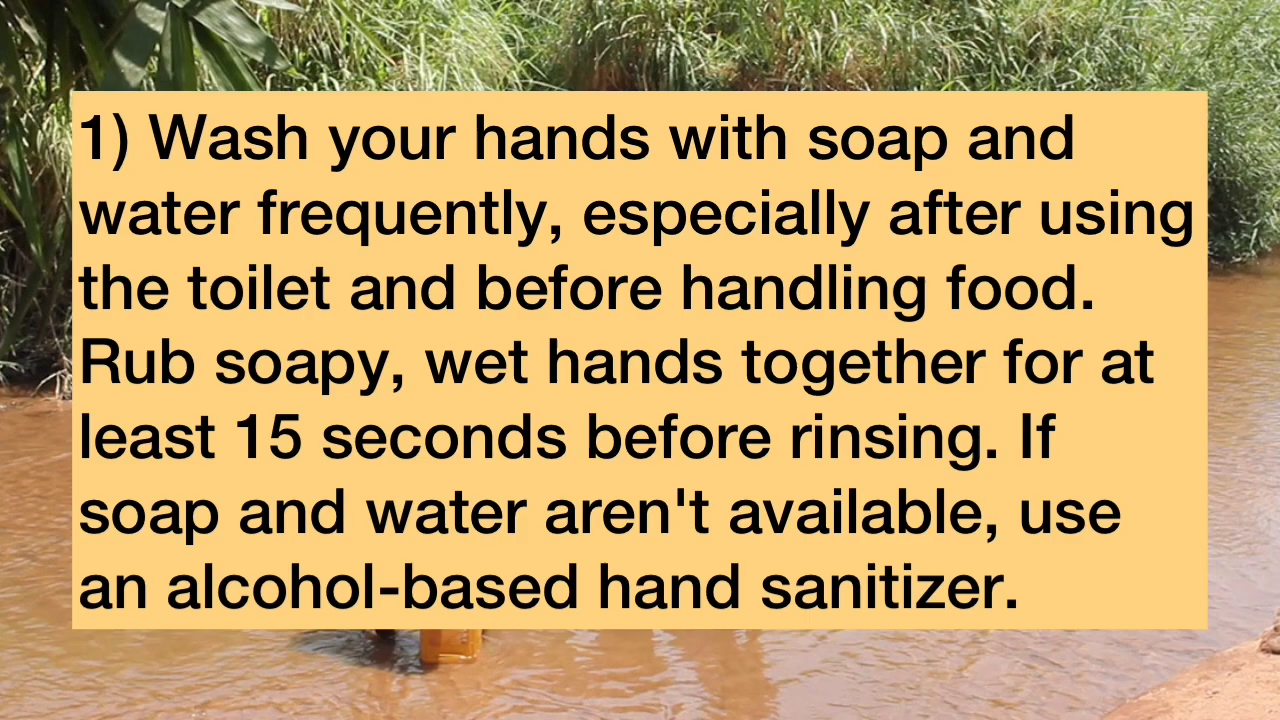 1) Wash your hands with soap and
water frequently, especially after using
the toilet and before handling food.
Rub soapy, wet hands together for at
least 15 seconds before rinsing. If
soap and water aren't available, use
an alcohol-based hand sanitizer.